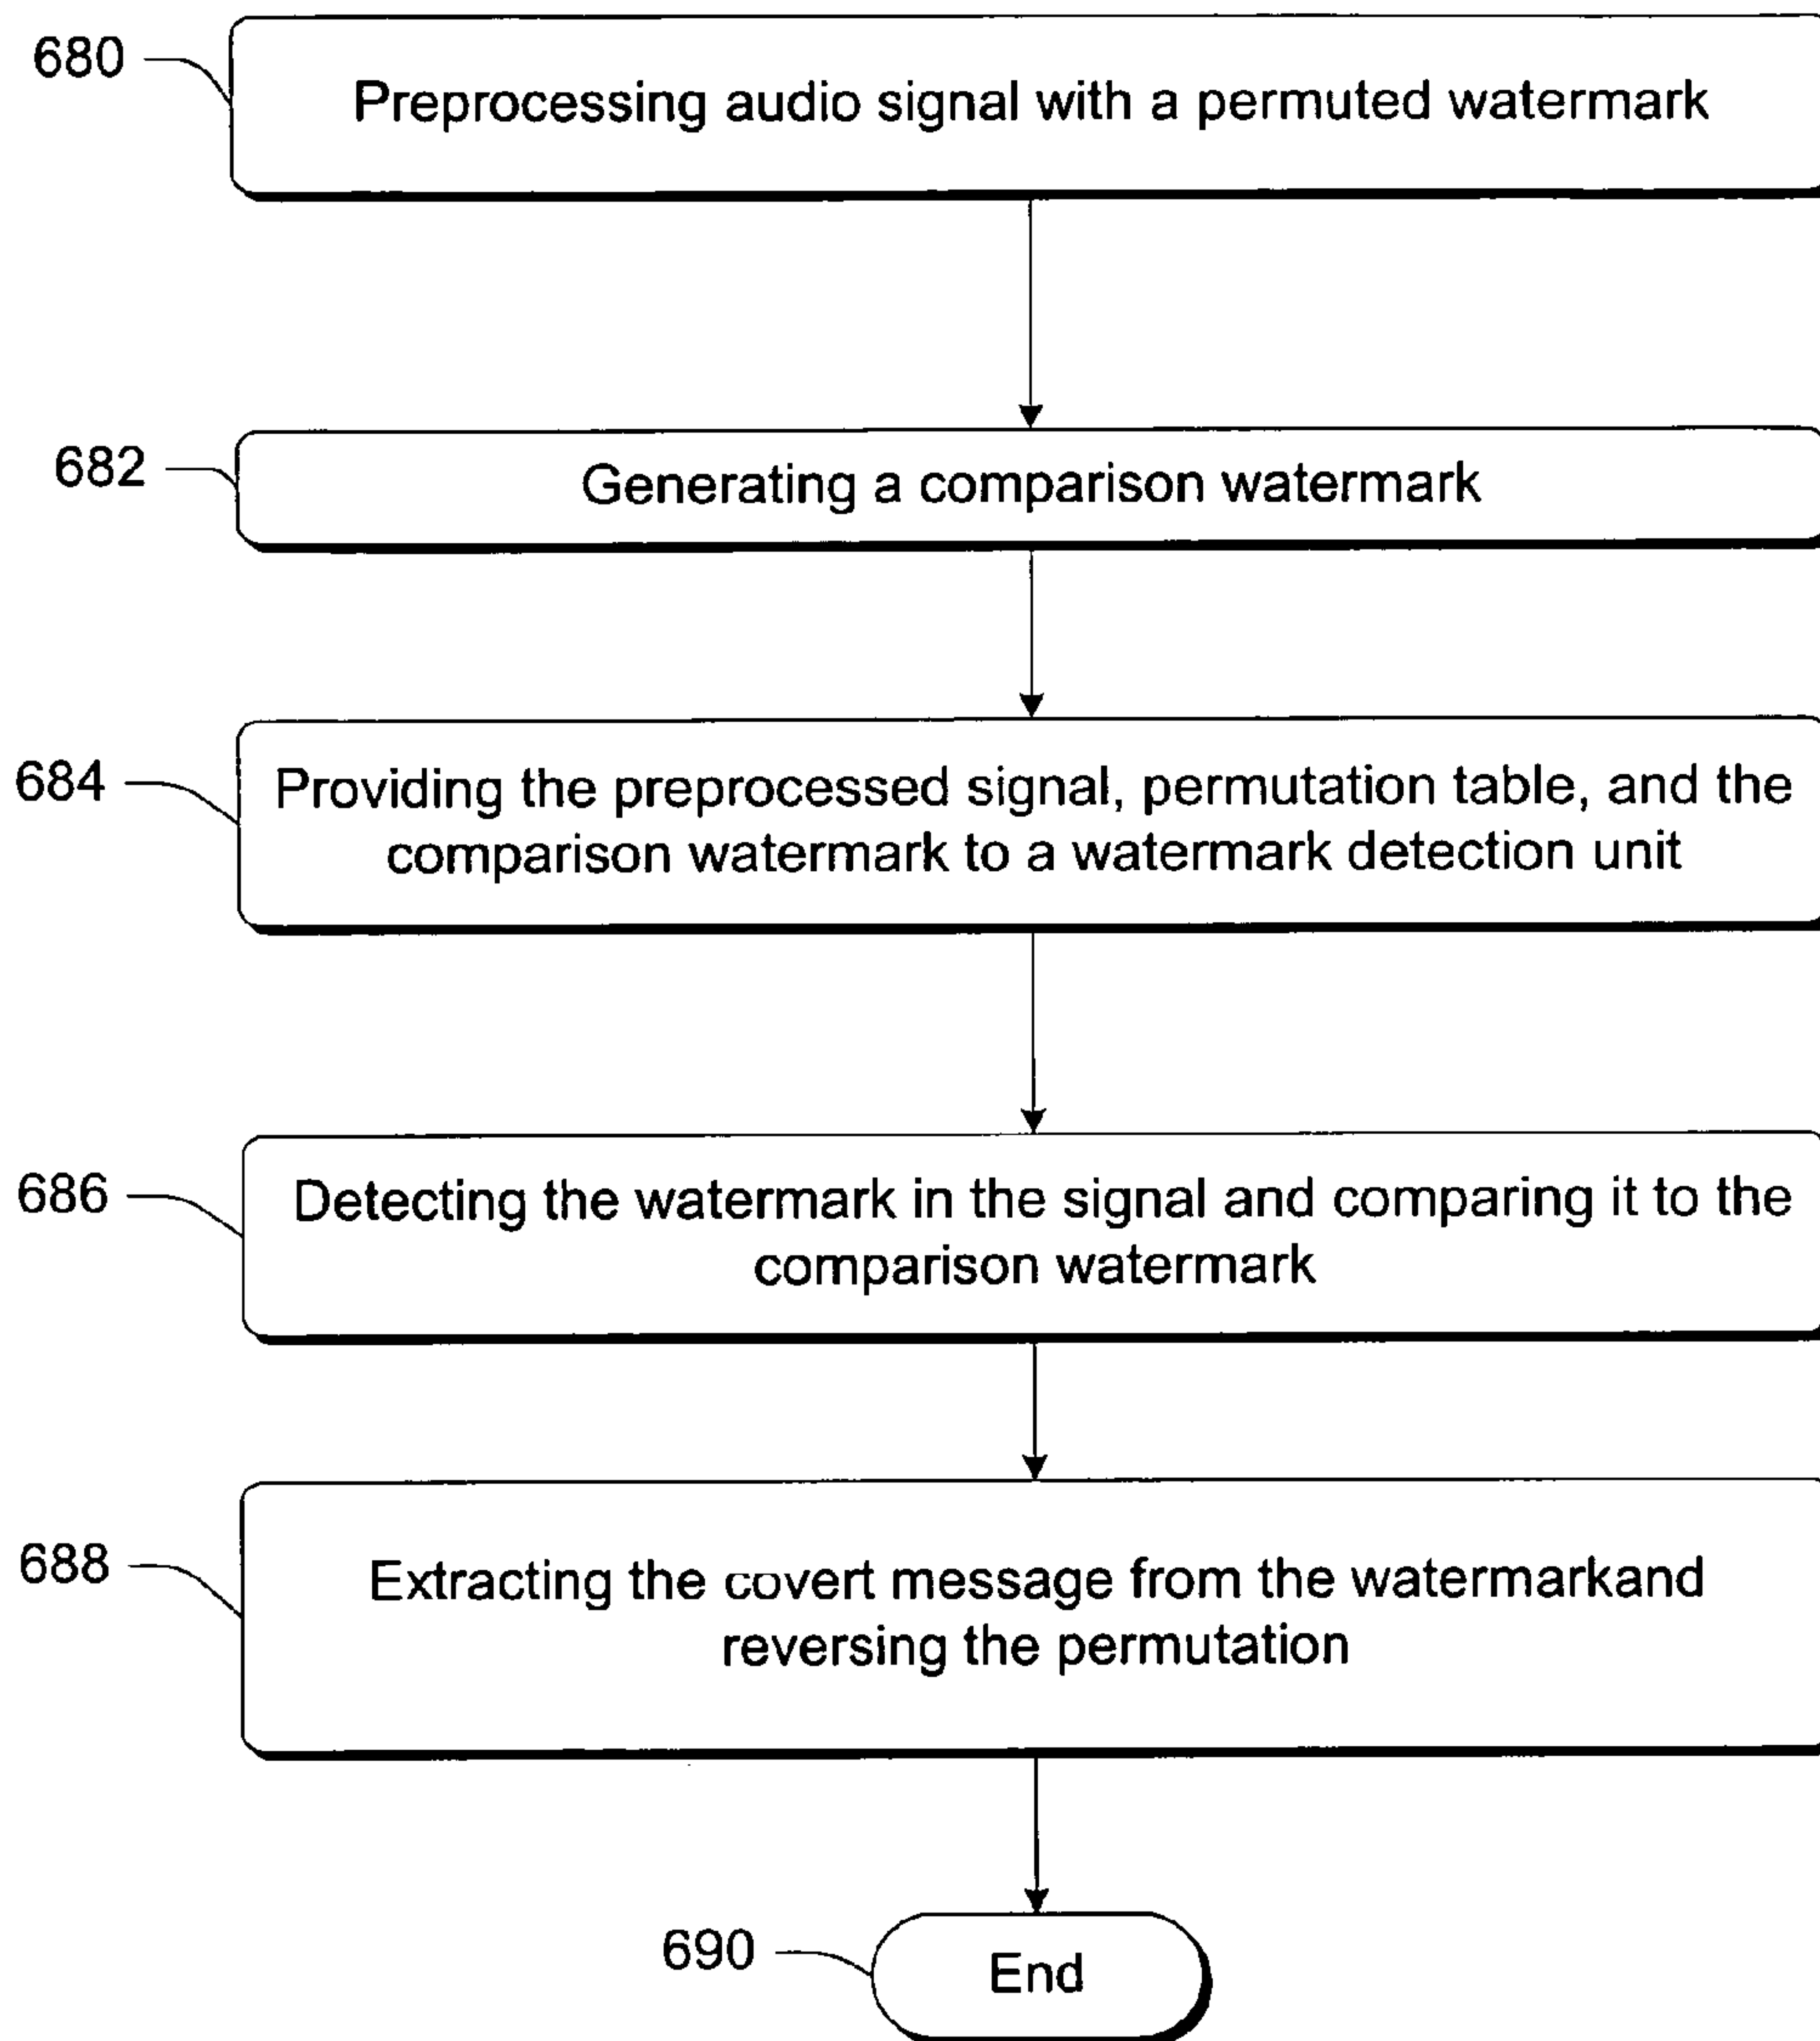 680
Preprocessing audio signal with a permuted watermark
682
Generating a comparison watermark
684
Providing the preprocessed signal, permutation table, and the
comparison watermark to a watermark detection unit
686
Detecting the watermark in the signal and comparing it to the
comparison watermark
688
Extracting the covert message from the watermarkand
reversing the permutation
690
End